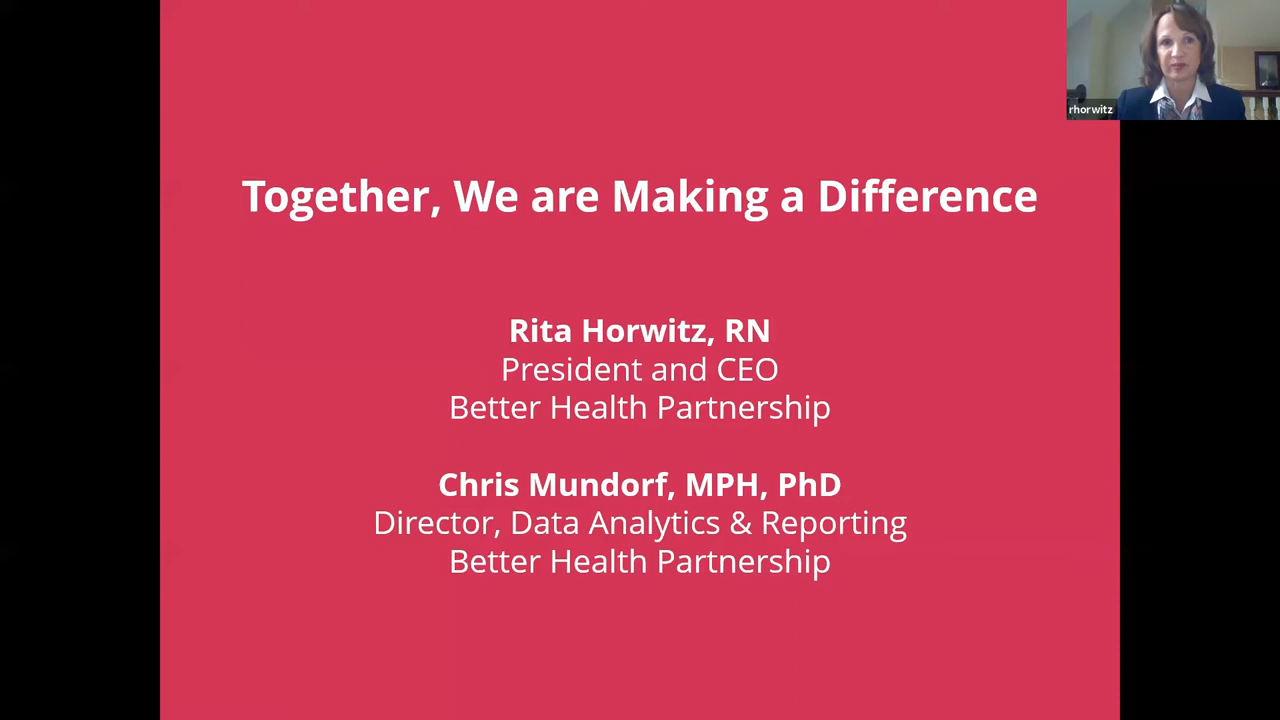 rhorwitz
Together, We are Making a Difference
Rita Horwitz, RN
President and CEO
Better Health Partnership
Chris Mundorf, MPH, PhD
Director, Data Analytics & Reporting
Better Health Partnership